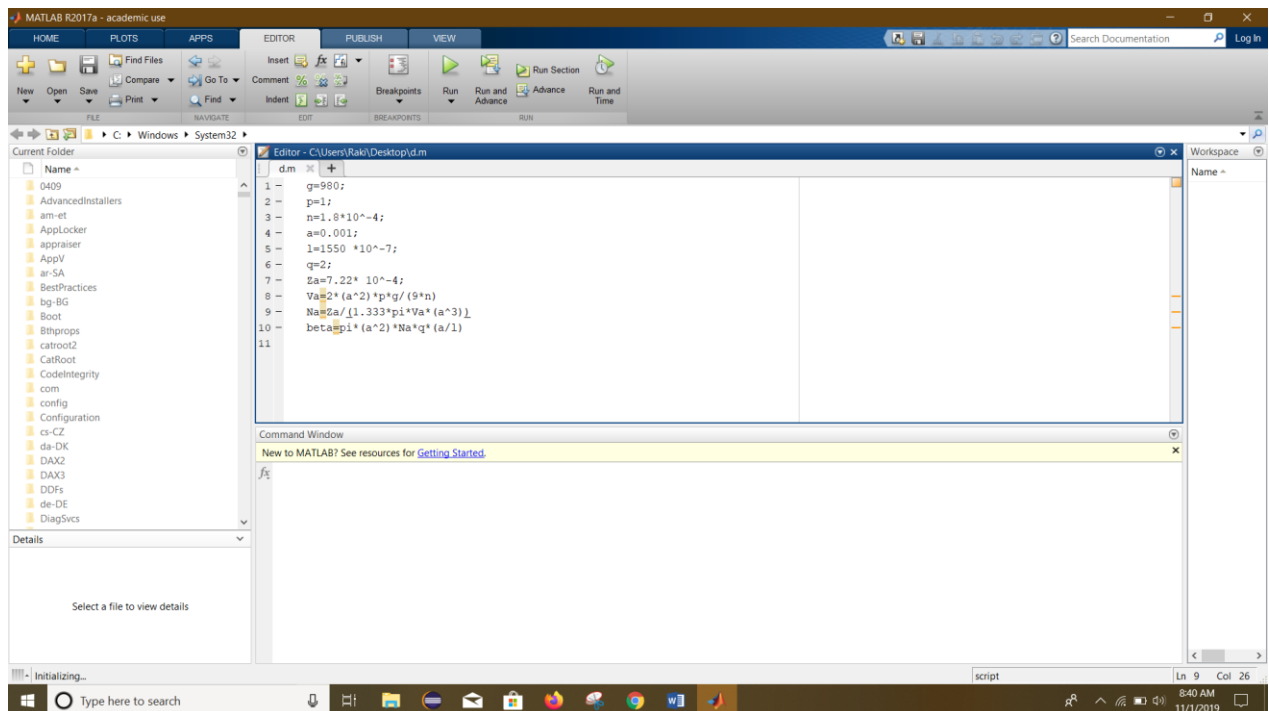 MATLAB R2017a - academic use
HOME PLOTS APPS EDITOR PUBLISH VIEW Search Documentation Log In
New Open Save Find Files Compare Print
Go To Find
Insert fx
Comment %
Indent
Breakpoints Run Run and Advance Run Section Advance Run and Time
FILE NAVIGATE EDIT BREAKPOINTS RUN
C: Windows System32
Current Folder
Name
0409
AdvancedInstallers
am-et
AppLocker
appraiser
AppV
ar-SA
BestPractices
bg-BG
Boot
Bthprops
catroot2
CatRoot
CodeIntegrity
com
config
Configuration
cs-CZ
da-DK
DAX2
DAX3
DDFs
de-DE
DiagSvcs
Details
Select a file to view details
Editor - C:\Users\Raki\Desktop\d.m
d.m +
1 - g=980;
2 - p=1;
3 - n=1.8*10^-4;
4 - a=0.001;
5 - l=1550 *10^-7;
6 - q=2;
7 - Za=7.22* 10^-4;
8 - Va=2*(a^2)*p*g/(9*n)
9 - Na=Za/(1.333*pi*Va*(a^3))
10 - beta=pi*(a^2)*Na*q*(a/l)
11
Command Window
New to MATLAB? See resources for Getting Started.
fx
Workspace
Name
Initializing...
script Ln 9 Col 26
Type here to search
8:40 AM
11/1/2019